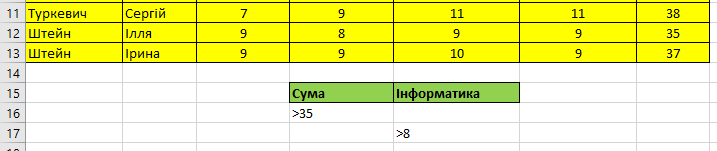 11 Туркевич Сергій 7 9 11 11 38
12 Штейн Ілля 9 8 9 9 35
13 Штейн Ірина 9 9 10 9 37
14
15 Сума Інформатика
16 >35
17 >8